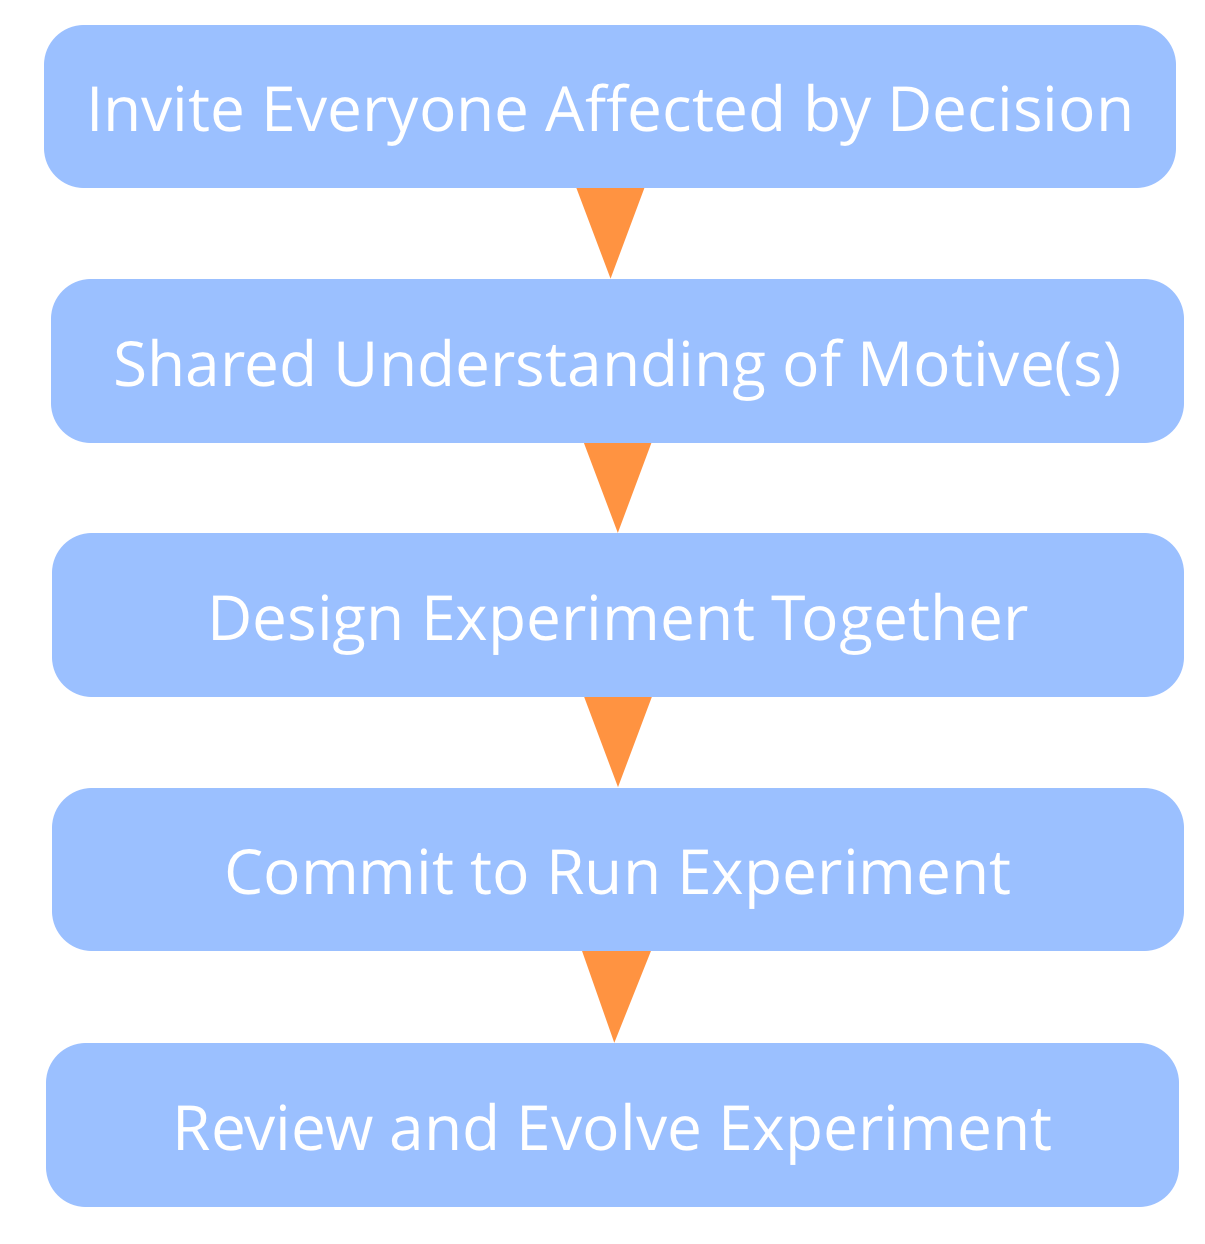 Invite Everyone Affected by Decision
Shared Understanding of Motive(s)
Design Experiment Together
Commit to Run Experiment
Review and Evolve Experiment